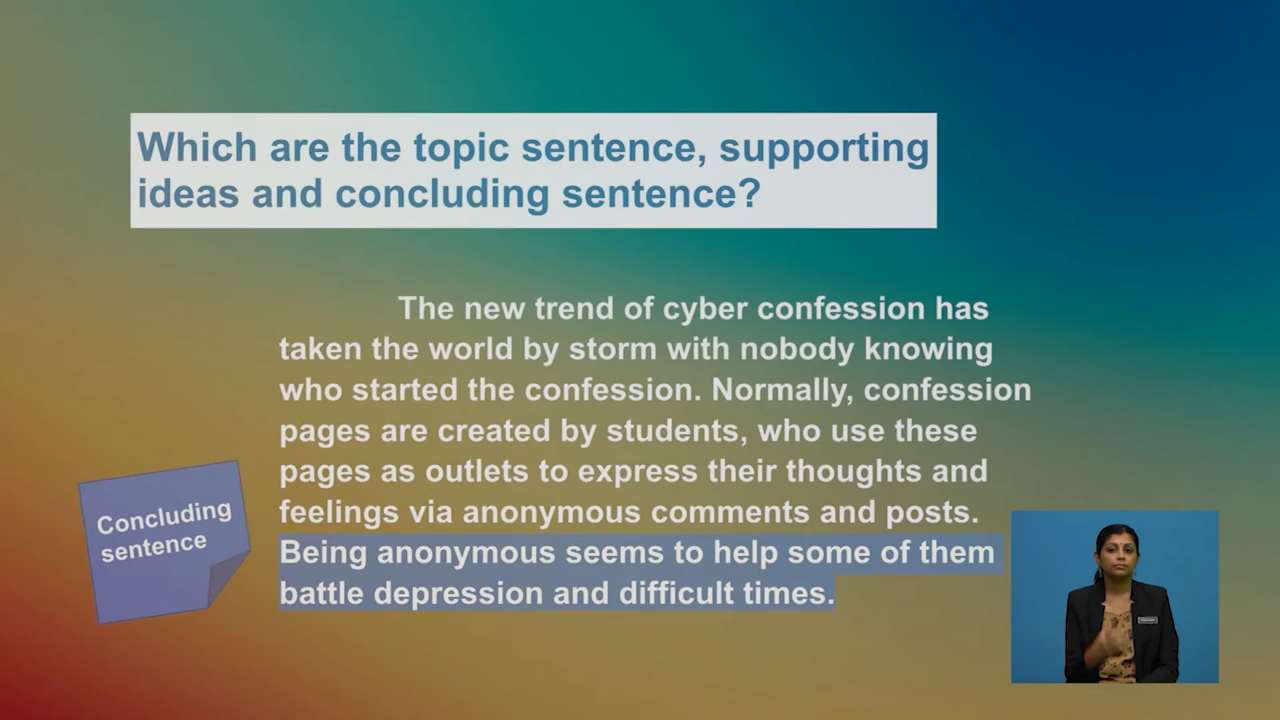 Which are the topic sentence, supporting
ideas and concluding sentence?
The new trend of cyber confession has
taken the world by storm with nobody knowing
who started the confession. Normally, confession
pages are created by students, who use these
pages as outlets to express their thoughts and
feelings via anonymous comments and posts.
Being anonymous seems to help some of them
battle depression and difficult times.
Concluding
sentence